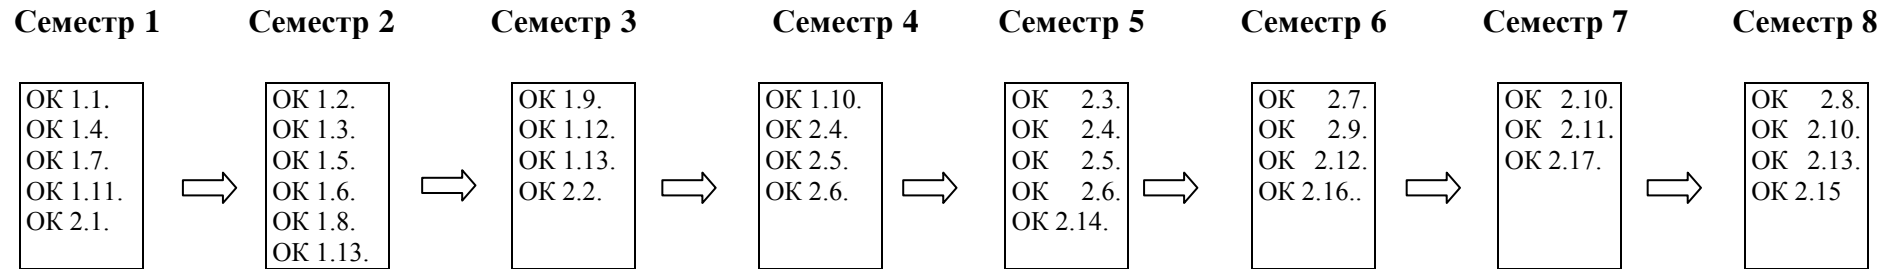 Семестр 1 Семестр 2 Семестр 3 Семестр 4 Семестр 5 Семестр 6 Семестр 7 Семестр 8
ОК 1.1.
ОК 1.4.
ОК 1.7.
ОК 1.11.
ОК 2.1.
ОК 1.2.
ОК 1.3.
ОК 1.5.
ОК 1.6.
ОК 1.8.
ОК 1.13.
ОК 1.9.
ОК 1.12.
ОК 1.13.
ОК 2.2.
ОК 1.10.
ОК 2.4.
ОК 2.5.
ОК 2.6.
ОК 2.3.
ОК 2.4.
ОК 2.5.
ОК 2.6.
ОК 2.14.
ОК 2.7.
ОК 2.9.
ОК 2.12.
ОК 2.16..
ОК 2.10.
ОК 2.11.
ОК 2.17.
ОК 2.8.
ОК 2.10.
ОК 2.13.
ОК 2.15